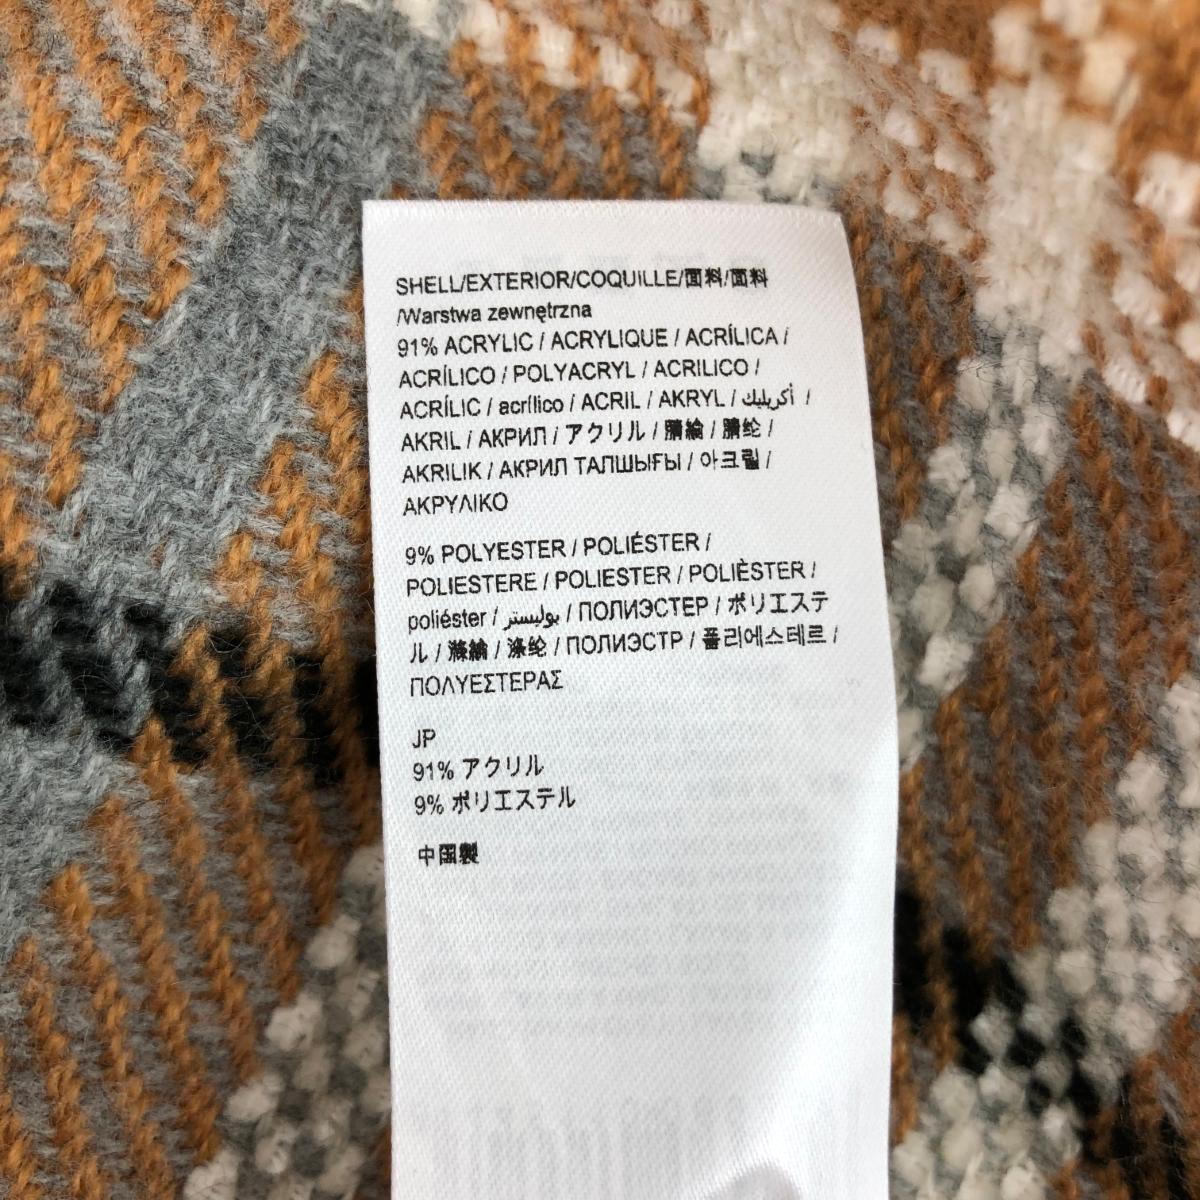 SHELL/EXTERIOR/COQUILLE/面料/面料
/Warstwa zewnętrzna
91% ACRYLIC / ACRYLIQUE / ACRÍLICA /
ACRÍLICO / POLYACRYL / ACRILICO /
ACRÍLIC / acrílico / ACRIL / AKRYL / أكريليك /
AKRIL / АКРИЛ / アクリル / 腈綸 / 腈纶 /
AKRILIK / АКРИЛ ТАЛШЫҒЫ / 아크릴 /
ΑΚΡΥΛΙΚΟ
9% POLYESTER / POLIÉSTER /
POLIESTERE / POLIESTER / POLIÈSTER /
poliéster / بوليستر / ПОЛИЭСТЕР / ポリエステ
ル / 滌綸 / 涤纶 / ПОЛИЭСТР / 폴리에스테르 /
ΠΟΛΥΕΣΤΕΡΑΣ
JP
91% アクリル
9% ポリエステル
中国製